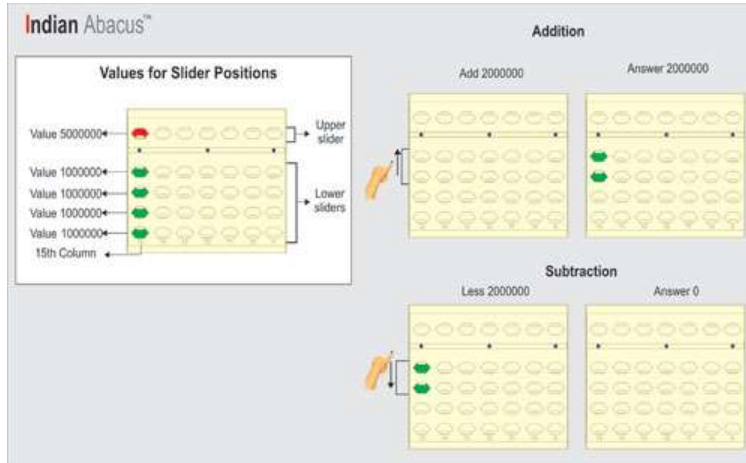 Indian Abacus™
Values for Slider Positions
Value 5000000
Upper
slider
Value 1000000
Value 1000000
Value 1000000
Value 1000000
Lower
sliders
15th Column
Addition
Add 2000000
Answer 2000000
Subtraction
Less 2000000
Answer 0